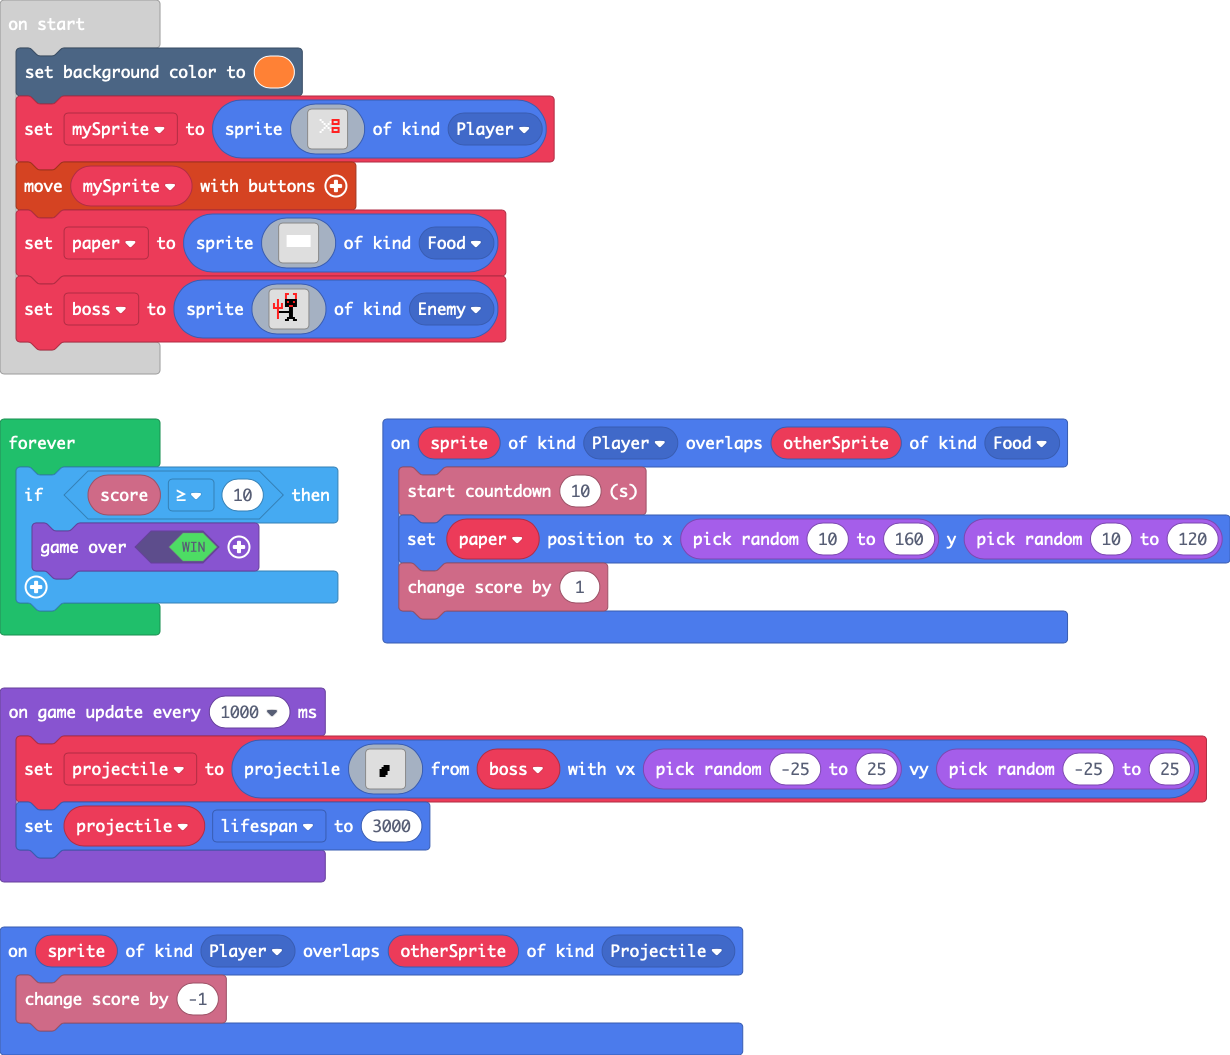 on start
set background color to
set mySprite to sprite of kind Player
move mySprite with buttons
set paper to sprite of kind Food
set boss to sprite of kind Enemy
forever
if score ≥ 10 then
game over WIN
on sprite of kind Player overlaps otherSprite of kind Food
start countdown 10 (s)
set paper position to x pick random 10 to 160 y pick random 10 to 120
change score by 1
on game update every 1000 ms
set projectile to projectile from boss with vx pick random -25 to 25 vy pick random -25 to 25
set projectile lifespan to 3000
on sprite of kind Player overlaps otherSprite of kind Projectile
change score by -1